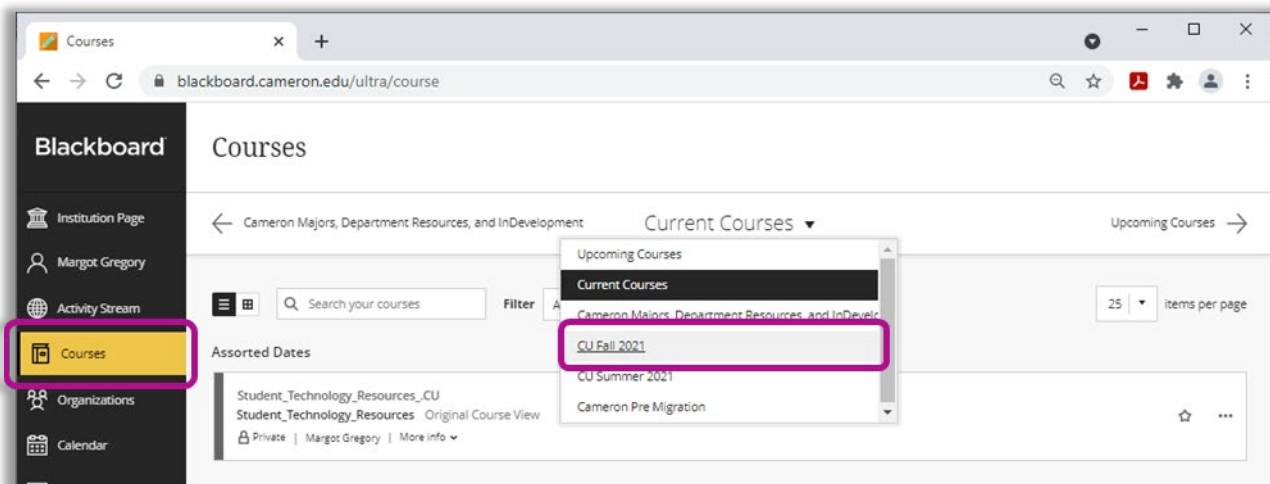 Courses
blackboard.cameron.edu/ultra/course
Blackboard
Courses
Institution Page
Cameron Majors, Department Resources, and InDevelopment
Current Courses
Upcoming Courses
Margot Gregory
Upcoming Courses
Current Courses
Activity Stream
Search your courses
Filter A
Cameron Majors, Department Resources, and InDevelc
25
items per page
Courses
Assorted Dates
CU Fall 2021
CU Summer 2021
Organizations
Student_Technology_Resources_.CU
Student_Technology_Resources Original Course View
Cameron Pre Migration
Private | Margot Gregory | More info
Calendar